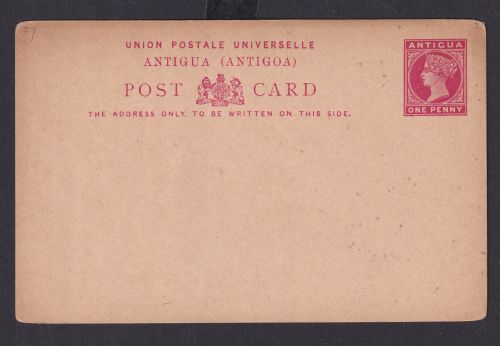 27
UNION POSTALE UNIVERSELLE
ANTIGUA (ANTIGOA)
POST CARD
THE ADDRESS ONLY, TO BE WRITTEN ON THIS SIDE.
ANTIGUA
ONE PENNY